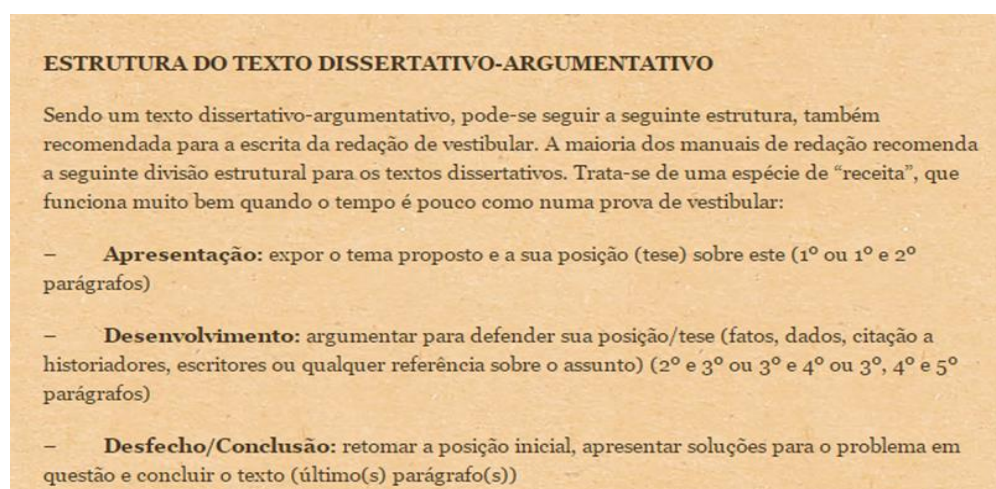 ESTRUTURA DO TEXTO DISSERTATIVO-ARGUMENTATIVO
Sendo um texto dissertativo-argumentativo, pode-se seguir a seguinte estrutura, também
recomendada para a escrita da redação de vestibular. A maioria dos manuais de redação recomenda
a seguinte divisão estrutural para os textos dissertativos. Trata-se de uma espécie de “receita”, que
funciona muito bem quando o tempo é pouco como numa prova de vestibular:
– Apresentação: expor o tema proposto e a sua posição (tese) sobre este (1º ou 1º e 2º
parágrafos)
– Desenvolvimento: argumentar para defender sua posição/tese (fatos, dados, citação a
historiadores, escritores ou qualquer referência sobre o assunto) (2º e 3º ou 3º e 4º ou 3º, 4º e 5º
parágrafos)
– Desfecho/Conclusão: retomar a posição inicial, apresentar soluções para o problema em
questão e concluir o texto (último(s) parágrafo(s))